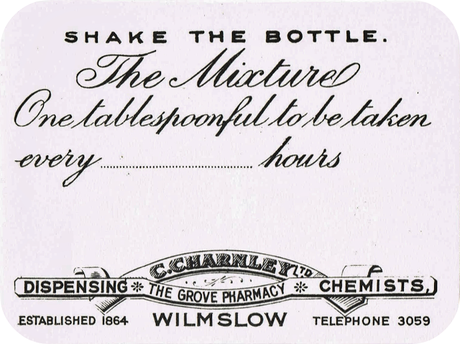 SHAKE THE BOTTLE.
The Mixture
One tablespoonful to be taken
every .......................... hours
C. CHARNLEY LTD
DISPENSING * THE GROVE PHARMACY * CHEMISTS,
ESTABLISHED 1864 WILMSLOW TELEPHONE 3059